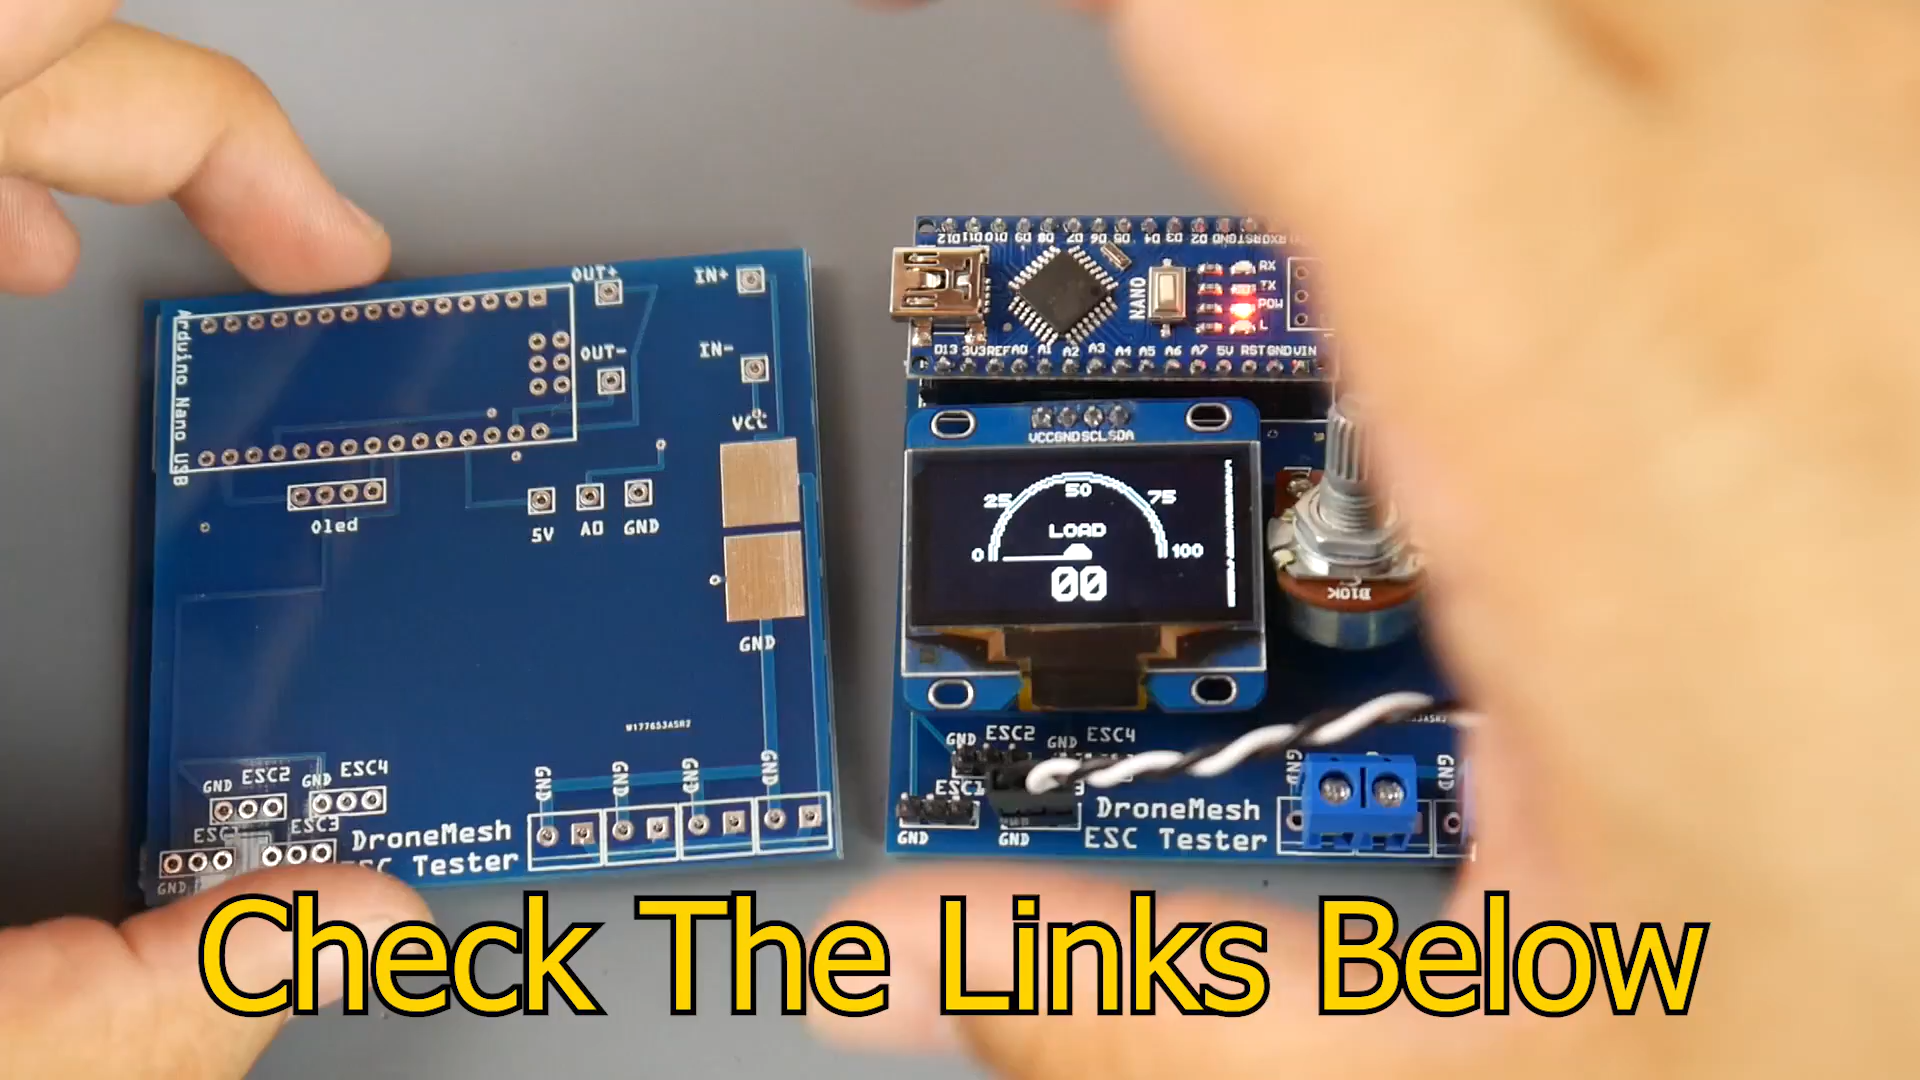 OUT+
IN+
OUT-
IN-
VCC
Arduino Nano USB
Oled
5V
A0
GND
GND
W177653ASR2
GND
GND
GND
GND
GND
ESC2
GND
ESC4
ESC3
GND
DroneMesh
ESC Tester
D12
D11
D10
D9
D8
D7
D6
D5
D4
D3
D2
GND
RST
RX
TX
POW
L
NANO
D13
3V3
REF
A0
A1
A2
A3
A4
A5
A6
A7
5V
RST
GND
VIN
VCC
GND
SCL
SDA
25
50
75
LOAD
0
100
00
B10K
GND
ESC2
GND
ESC4
ESC1
GND
GND
GND
GND
DroneMesh
ESC Tester
Check The Links Below